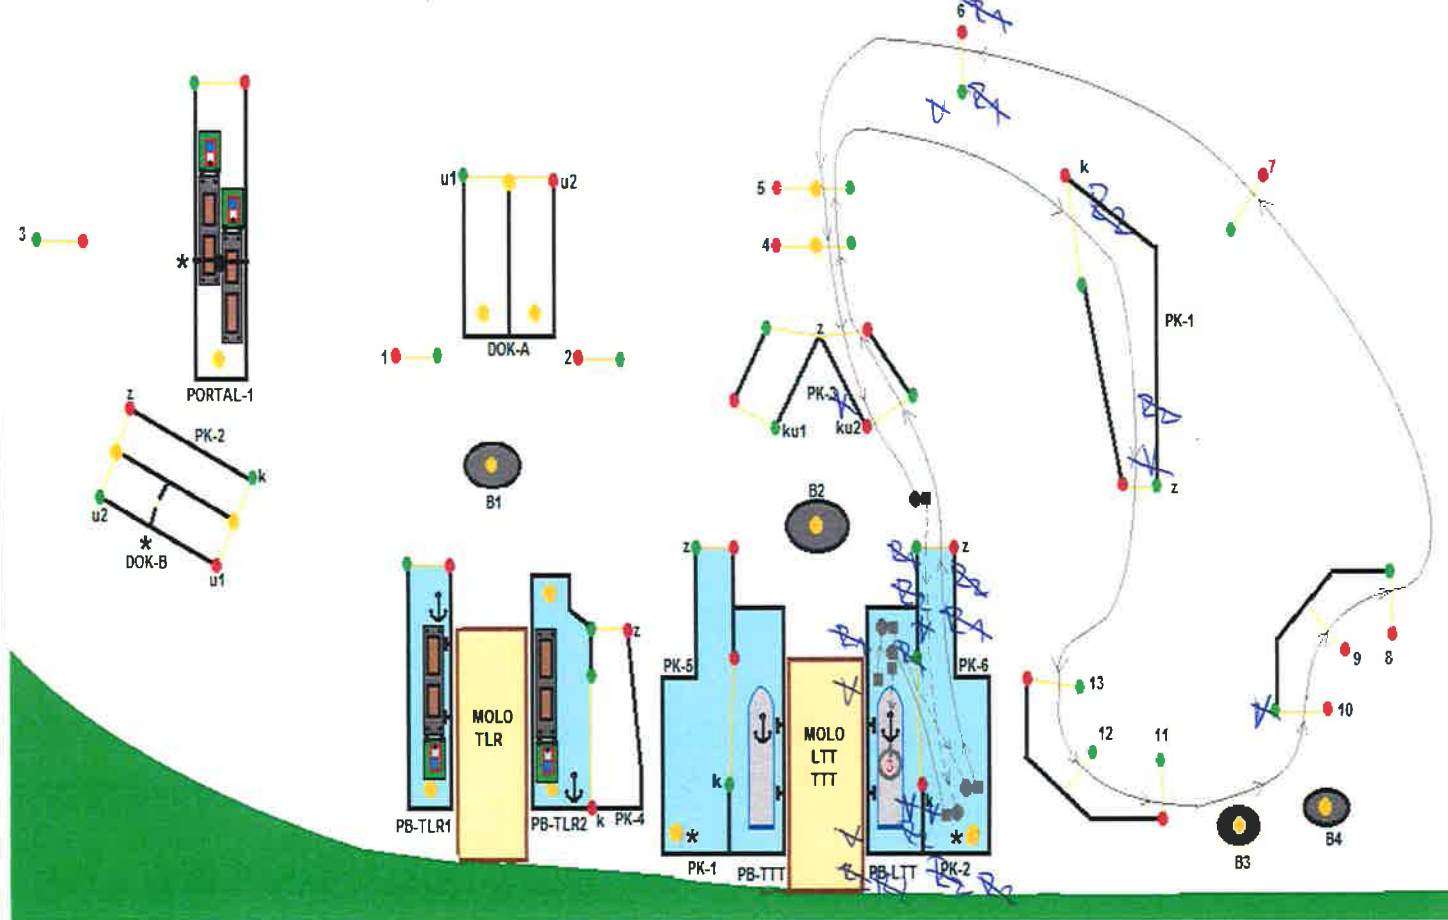 6
7
k
u1
u2
5
3
*
4
PK-1
z
DOK-A
1
2
PORTAL-1
z
PK-3
PK-2
ku1
ku2
k
B1
B2
z
u2
*
DOK-B
u1
z
z
z
PK-5
PK-6
9
8
13
10
MOLO
TLR
MOLO
LTT
TTT
12
11
k
k
*
*
PB-TLR1
PB-TLR2
k
PK-4
B3
B4
PK-1
PB-TTT
PB-LTT
PK-2